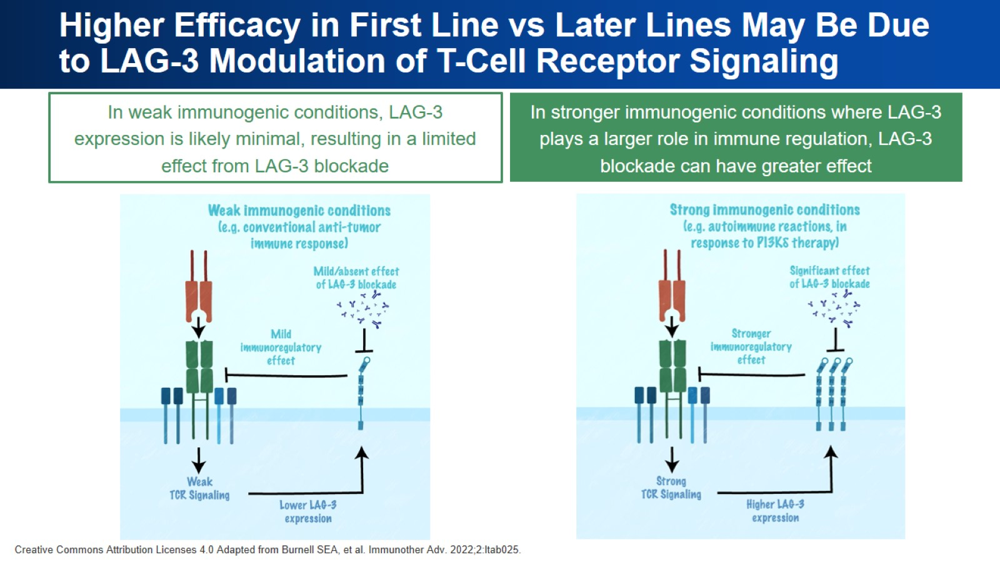 Higher Efficacy in First Line vs Later Lines May Be Due
to LAG-3 Modulation of T-Cell Receptor Signaling
In weak immunogenic conditions, LAG-3
expression is likely minimal, resulting in a limited
effect from LAG-3 blockade
In stronger immunogenic conditions where LAG-3
plays a larger role in immune regulation, LAG-3
blockade can have greater effect
Weak immunogenic conditions
(e.g. conventional anti-tumor
immune response)
Mild/absent effect
of LAG-3 blockade
Mild
immunoregulatory
effect
Weak
TCR Signaling
Lower LAG-3
expression
Strong immunogenic conditions
(e.g. autoimmune reactions, in
response to PI3Kδ therapy)
Significant effect
of LAG-3 blockade
Stronger
immunoregulatory
effect
Strong
TCR Signaling
Higher LAG-3
expression
Creative Commons Attribution Licenses 4.0 Adapted from Burnell SEA, et al. Immunother Adv. 2022;2:ltab025.